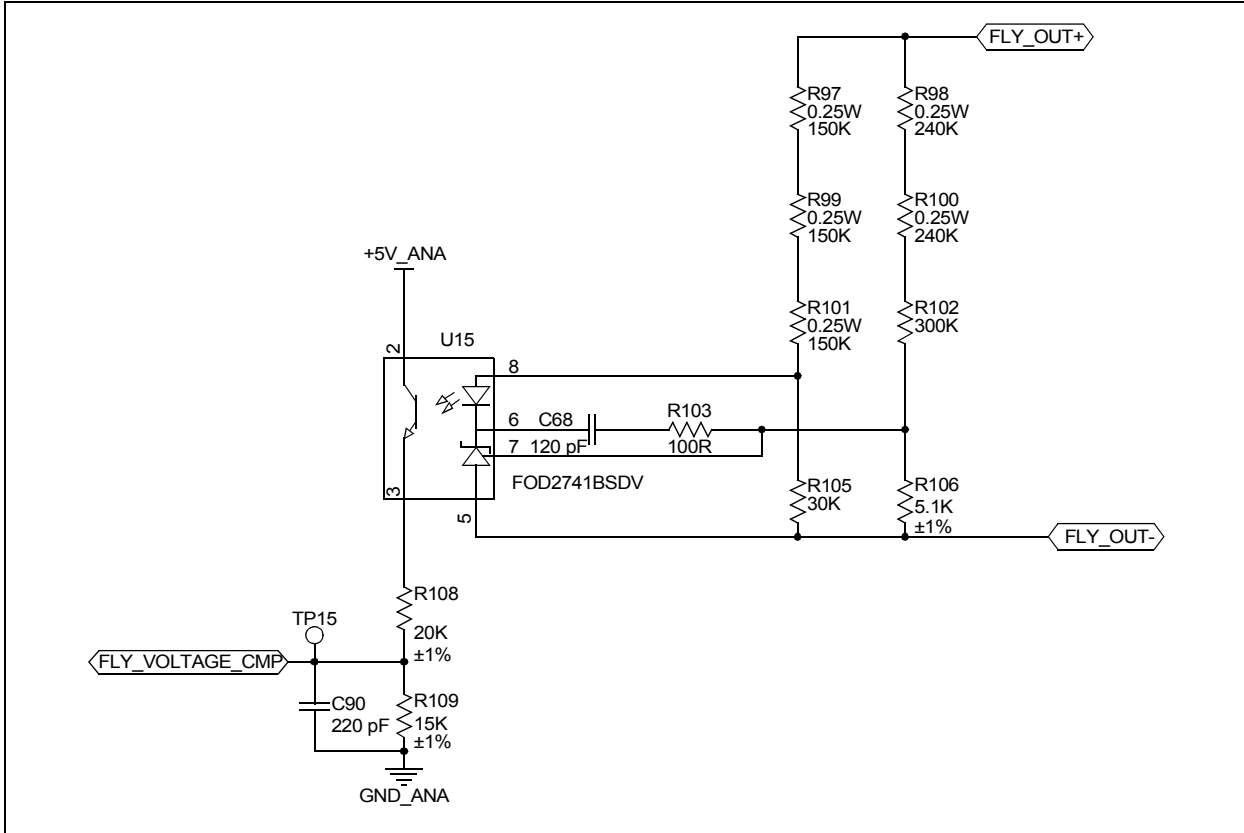 FLY_OUT+
R97
0.25W
150K
R98
0.25W
240K
R99
0.25W
150K
R100
0.25W
240K
+5V_ANA
R101
0.25W
150K
R102
300K
U15
2
8
6
C68
R103
7
120 pF
100R
FOD2741BSDV
3
5
R105
30K
R106
5.1K
±1%
FLY_OUT-
R108
20K
±1%
TP15
FLY_VOLTAGE_CMP
C90
220 pF
R109
15K
±1%
GND_ANA